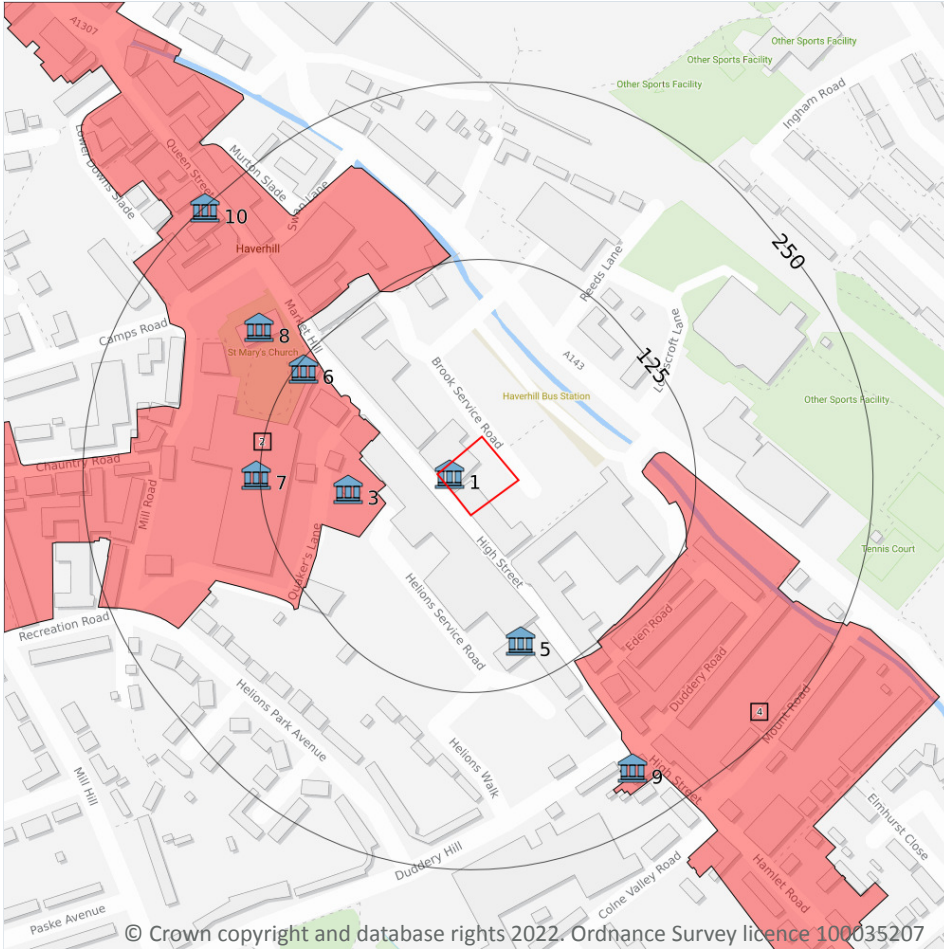 A1307
Other Sports Facility
Other Sports Facility
Other Sports Facility
Ingham Road
Lower Downs Slade
Queen Street
Murton Slade
Swan Lane
10
Haverhill
250
Reeds Lane
Camps Road
Market Hill
8
St Mary's Church
6
125
A143
Brook Service Road
Haverhill Bus Station
Other Sports Facility
2
Chauntry Road
7
3
1
Mill Road
Quaker's Lane
High Street
Tennis Court
Helions Service Road
Recreation Road
5
Eden Road
Duddery Road
Mount Road
4
Helions Park Avenue
Helions Walk
9
High Street
Mill Hill
Elmhurst Close
Duddery Hill
Colne Valley Road
Hamlet Road
Paske Avenue
© Crown copyright and database rights 2022. Ordnance Survey licence 100035207